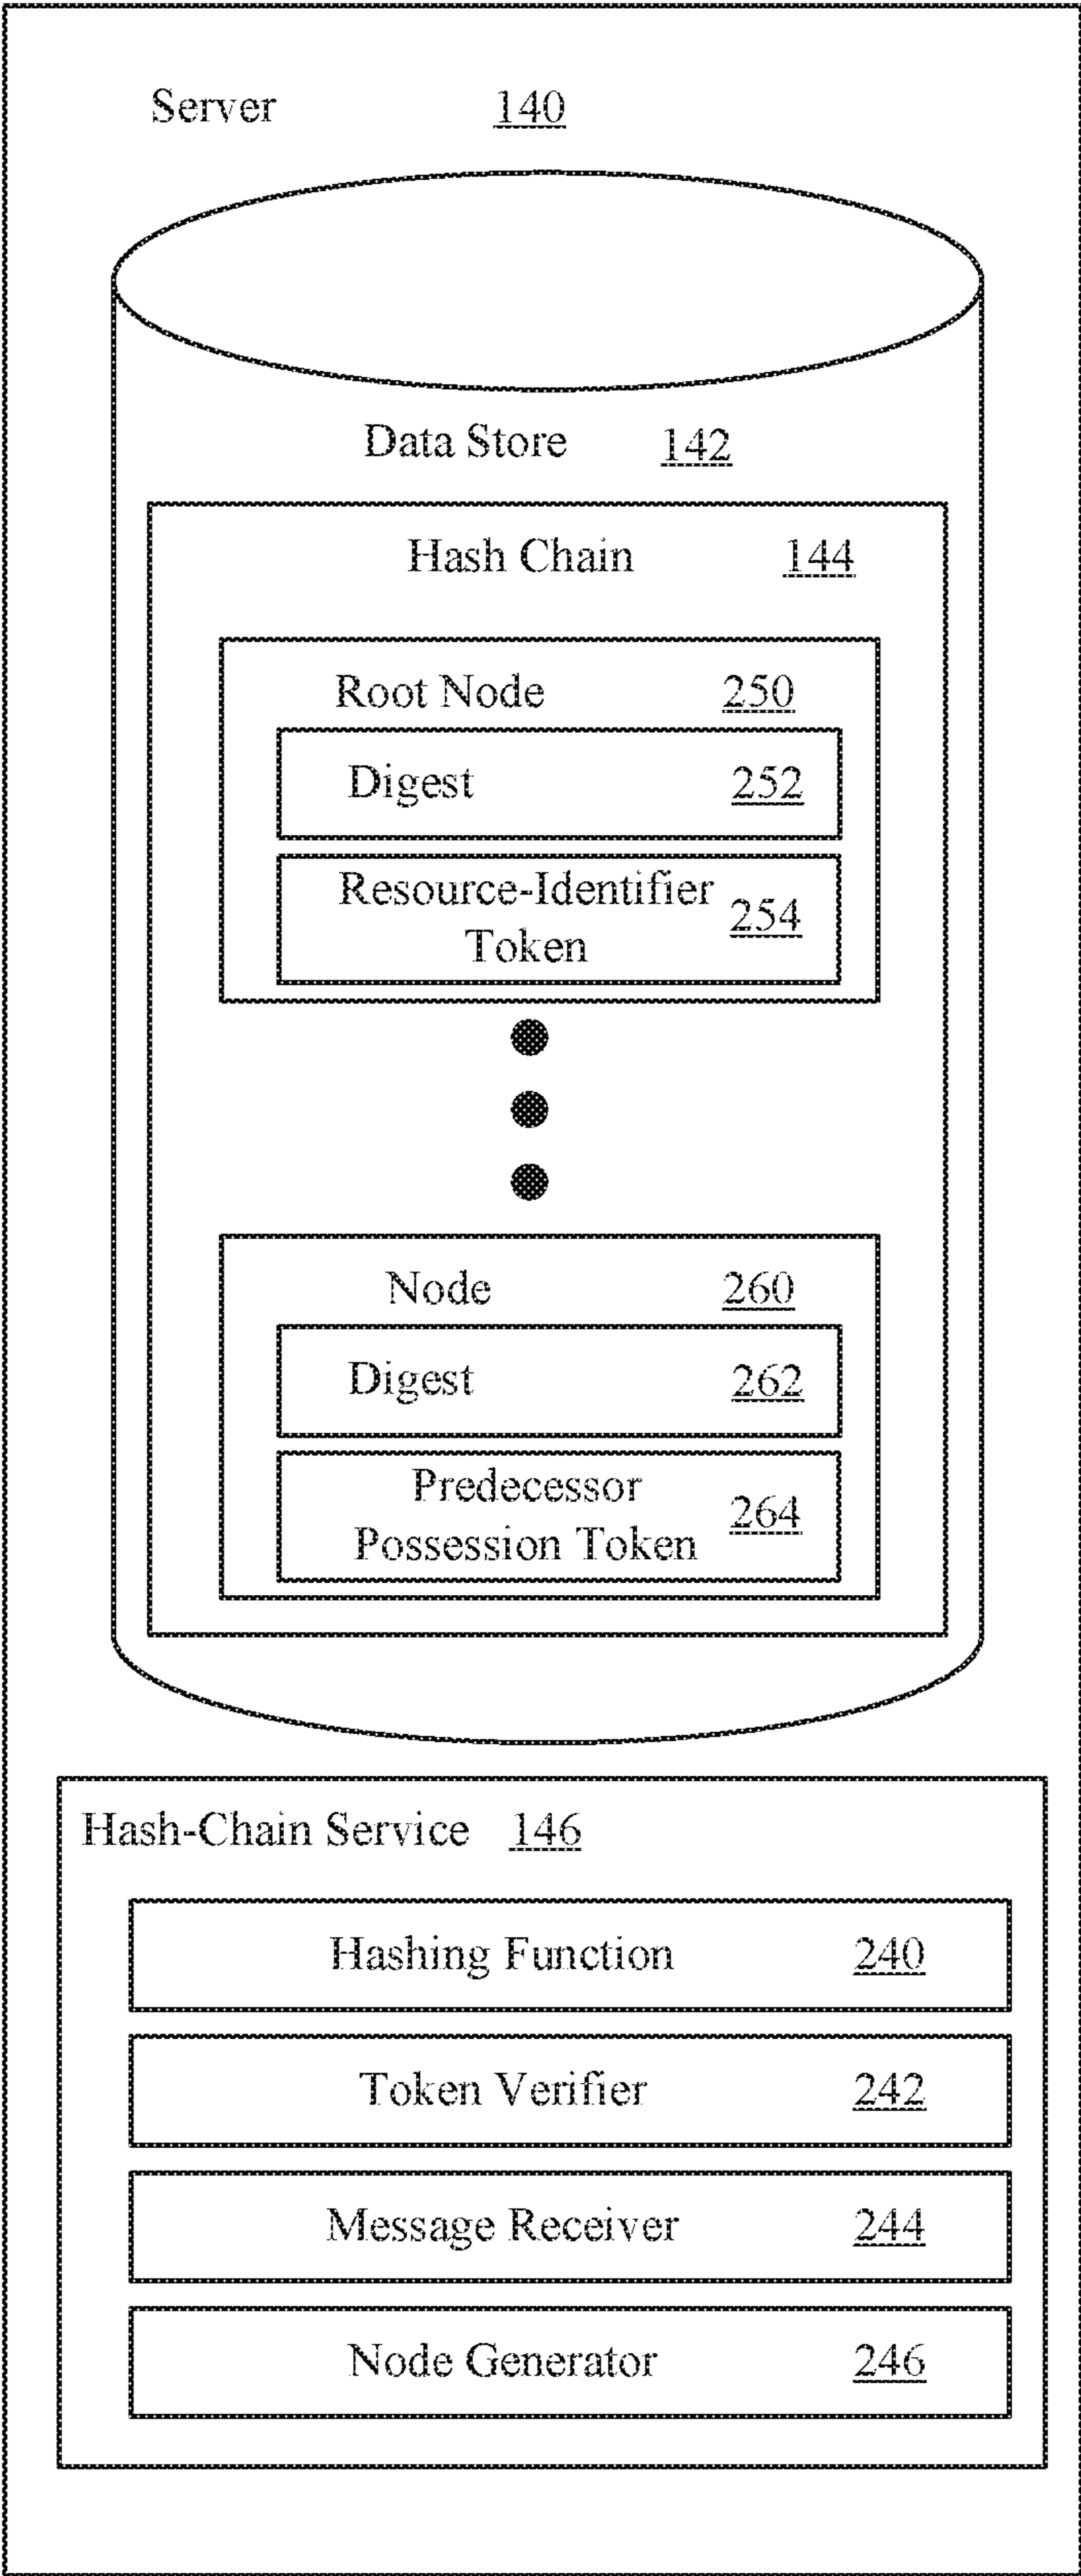 Server 140
Data Store 142
Hash Chain 144
Root Node 250
Digest 252
Resource-Identifier
Token 254
Node 260
Digest 262
Predecessor
Possession Token 264
Hash-Chain Service 146
Hashing Function 240
Token Verifier 242
Message Receiver 244
Node Generator 246